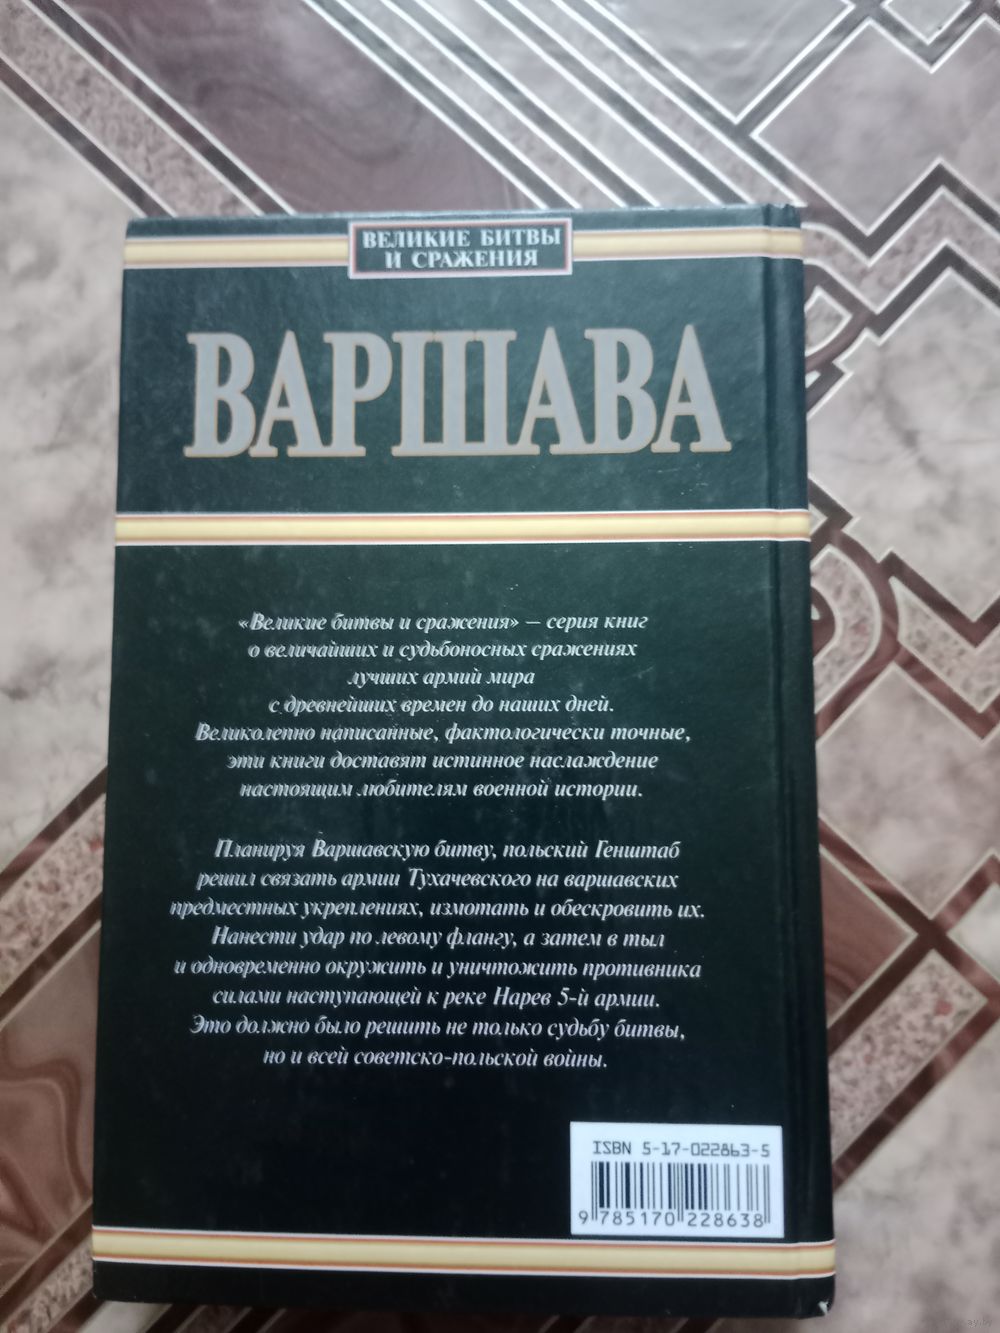 ВЕЛИКИЕ БИТВЫ
И СРАЖЕНИЯ
ВАРШАВА
«Великие битвы и сражения» – серия книг
о величайших и судьбоносных сражениях
лучших армий мира
с древнейших времен до наших дней.
Великолепно написанные, фактологически точные,
эти книги доставят истинное наслаждение
настоящим любителям военной истории.
Планируя Варшавскую битву, польский Генштаб
решил связать армии Тухачевского на варшавских
предместных укреплениях, измотать и обескровить их.
Нанести удар по левому флангу, а затем в тыл
и одновременно окружить и уничтожить противника
силами наступающей к реке Нарев 5-й армии.
Это должно было решить не только судьбу битвы,
но и всей советско-польской войны.
ISBN 5-17-022863-5
9 785170 228638